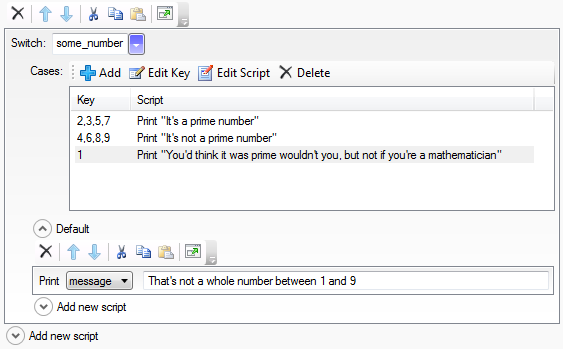 Switch: some_number
Cases: Add Edit Key Edit Script Delete
Key Script
2,3,5,7 Print "It's a prime number"
4,6,8,9 Print "It's not a prime number"
1 Print "You'd think it was prime wouldn't you, but not if you're a mathematician"
Default
Print message That's not a whole number between 1 and 9
Add new script
Add new script